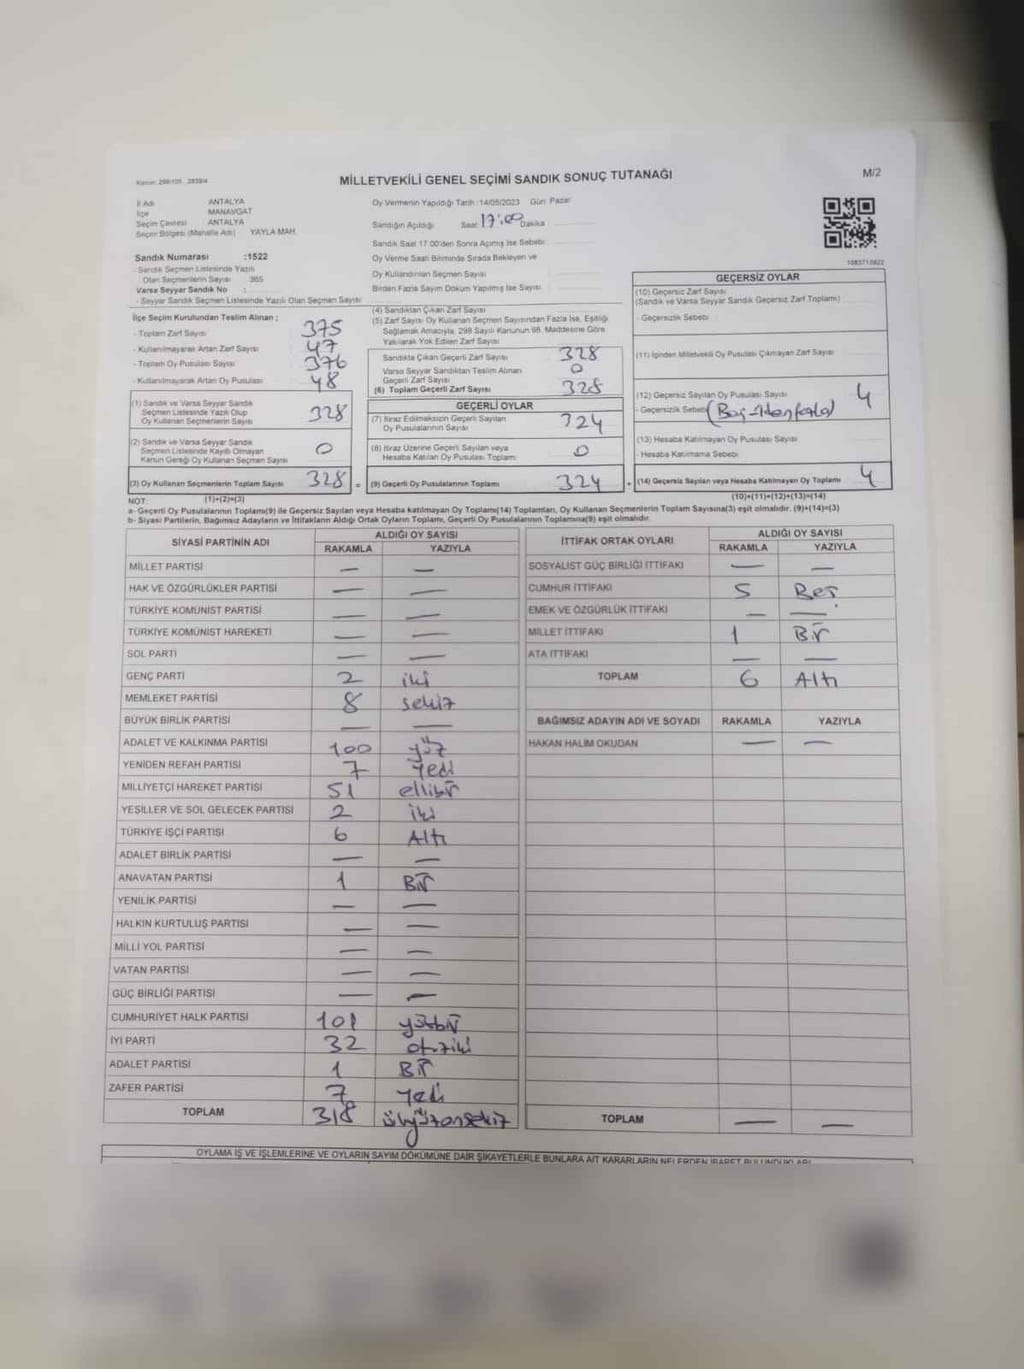 MİLLETVEKİLİ GENEL SEÇİMİ SANDIK SONUÇ TUTANAĞI
M/2
İl Adı ANTALYA
İlçe MANAVGAT
Seçim Çevresi ANTALYA
Seçim Bölgesi (Mahalle Adı) YAYLA MAH.
Sandık Numarası :1522
- Sandık Seçmen Listesinde Yazılı
Olan Seçmenlerin Sayısı 365
Varsa Seyyar Sandık No :
- Seyyar Sandık Seçmen Listesinde Yazılı Olan Seçmen Sayısı
Oy Vermenin Yapıldığı Tarih :14/05/2023 Gün: Pazar
Sandığın Açıldığı Saat 17:00 Dakika
Sandık Saat 17:00'den Sonra Açılmış İse Sebebi
Oy Verme Saati Bitiminde Sırada Bekleyen ve
Oy Kullandırılan Seçmen Sayısı
Birden Fazla Sayım Döküm Yapılmış İse Sayısı
İlçe Seçim Kurulundan Teslim Alınan ;
- Toplam Zarf Sayısı 375
- Kullanılmayarak Artan Zarf Sayısı 47
- Toplam Oy Pusulası Sayısı 376
- Kullanılmayarak Artan Oy Pusulası 48
(1) Sandık ve Varsa Seyyar Sandık
Seçmen Listesinde Yazılı Olup
Oy Kullanan Seçmenlerin Sayısı 328
(2) Sandık ve Varsa Seyyar Sandık
Seçmen Listesinde Kayıtlı Olmayan
Kanun Gereği Oy Kullanan Seçmen Sayısı 0
(3) Oy Kullanan Seçmenlerin Toplam Sayısı 328 =
(4) Sandıktan Çıkan Zarf Sayısı
(5) Zarf Sayısı Oy Kullanan Seçmen Sayısından Fazla İse, Eşitliği
Sağlamak Amacıyla, 298 Sayılı Kanunun 98. Maddesine Göre
Yakılarak Yok Edilen Zarf Sayısı
Sandıkta Çıkan Geçerli Zarf Sayısı 328
Varsa Seyyar Sandıktan Teslim Alınan
Geçerli Zarf Sayısı 0
(6) Toplam Geçerli Zarf Sayısı 328
GEÇERLİ OYLAR
(7) İtiraz Edilmeksizin Geçerli Sayılan
Oy Pusulalarının Sayısı 324
(8) İtiraz Üzerine Geçerli Sayılan veya
Hesaba Katılan Oy Pusulası Toplamı 0
(9) Geçerli Oy Pusulalarının Toplamı 324 +
GEÇERSİZ OYLAR
(10) Geçersiz Zarf Sayısı
(Sandık ve Varsa Seyyar Sandık Geçersiz Zarf Toplamı)
- Geçersizlik Sebebi
(11) İçinden Milletvekili Oy Pusulası Çıkmayan Zarf Sayısı
(12) Geçersiz Sayılan Oy Pusulası Sayısı 4
- Geçersizlik Sebebi
(13) Hesaba Katılmayan Oy Pusulası Sayısı
- Hesaba Katılmama Sebebi
(14) Geçersiz Sayılan veya Hesaba Katılmayan Oy Toplamı 4
NOT: (1)+(2)=(3)
(10)+(11)+(12)+(13)=(14)
a- Geçerli Oy Pusulalarının Toplamı(9) ile Geçersiz Sayılan veya Hesaba katılmayan Oy Toplamı(14) Toplamları, Oy Kullanan Seçmenlerin Toplam Sayısına(3) eşit olmalıdır. (9)+(14)=(3)
b- Siyasi Partilerin, Bağımsız Adayların ve İttifakların Aldığı Ortak Oyların Toplamı, Geçerli Oy Pusulalarının Toplamına(9) eşit olmalıdır.
SİYASİ PARTİNİN ADI ALDIĞI OY SAYISI
RAKAMLA YAZIYLA
MİLLET PARTİSİ — —
HAK VE ÖZGÜRLÜKLER PARTİSİ — —
TÜRKİYE KOMÜNİST PARTİSİ — —
TÜRKİYE KOMÜNİST HAREKETİ — —
SOL PARTİ — —
GENÇ PARTİ 2 iki
MEMLEKET PARTİSİ 8 sekiz
BÜYÜK BİRLİK PARTİSİ — —
ADALET VE KALKINMA PARTİSİ 100 yüz
YENİDEN REFAH PARTİSİ 7 Yedi
MİLLİYETÇİ HAREKET PARTİSİ 51 ellibir
YEŞİLLER VE SOL GELECEK PARTİSİ 2 iki
TÜRKİYE İŞÇİ PARTİSİ 6 Altı
ADALET BİRLİK PARTİSİ — —
ANAVATAN PARTİSİ 1 Bir
YENİLİK PARTİSİ — —
HALKIN KURTULUŞ PARTİSİ — —
MİLLİ YOL PARTİSİ — —
VATAN PARTİSİ — —
GÜÇ BİRLİĞİ PARTİSİ — —
CUMHURİYET HALK PARTİSİ 101 yüzbir
İYİ PARTİ 32 otuziki
ADALET PARTİSİ 1 Bir
ZAFER PARTİSİ 7 Yedi
TOPLAM 318 üçyüzonsekiz
İTTİFAK ORTAK OYLARI ALDIĞI OY SAYISI
RAKAMLA YAZIYLA
SOSYALİST GÜÇ BİRLİĞİ İTTİFAKI — —
CUMHUR İTTİFAKI 5 Beş
EMEK VE ÖZGÜRLÜK İTTİFAKI — —
MİLLET İTTİFAKI 1 Bir
ATA İTTİFAKI — —
TOPLAM 6 Altı
BAĞIMSIZ ADAYIN ADI VE SOYADI RAKAMLA YAZIYLA
HAKAN HALİM OKUDAN — —
TOPLAM — —
OYLAMA İŞ VE İŞLEMLERİNE VE OYLARIN SAYIM DÖKÜMÜNE DAİR ŞİKAYETLERLE BUNLARA AİT KARARLARIN NELERDEN İBARET BULUNDUKLARI